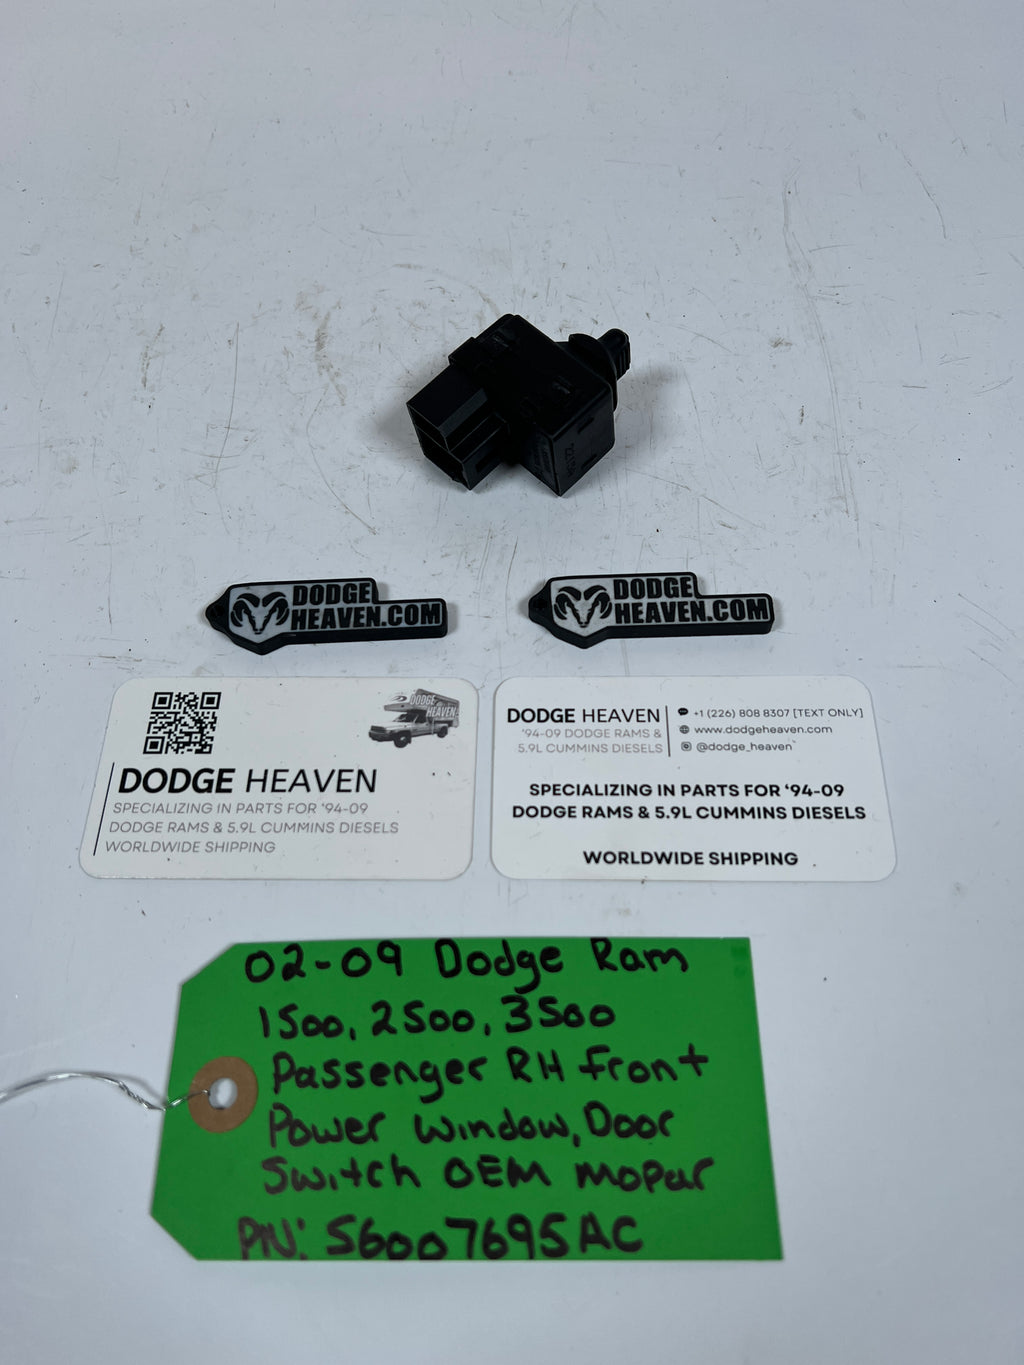 DODGE
HEAVEN.COM
DODGE
HEAVEN.COM
DODGE
HEAVEN
DODGE HEAVEN
SPECIALIZING IN PARTS FOR ‘94-09
DODGE RAMS & 5.9L CUMMINS DIESELS
WORLDWIDE SHIPPING
DODGE HEAVEN
‘94-09 DODGE RAMS &
5.9L CUMMINS DIESELS
+1 (226) 808 8307 [TEXT ONLY]
www.dodgeheaven.com
@dodge_heaven
SPECIALIZING IN PARTS FOR ‘94-09
DODGE RAMS & 5.9L CUMMINS DIESELS
WORLDWIDE SHIPPING
02-09 Dodge Ram
1500, 2500, 3500
Passenger RH Front
Power Window, Door
Switch OEM mopar
PN: 56007695AC